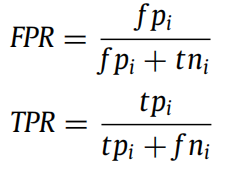 FPR = fp_i / (fp_i + tn_i)
TPR = tp_i / (tp_i + fn_i)